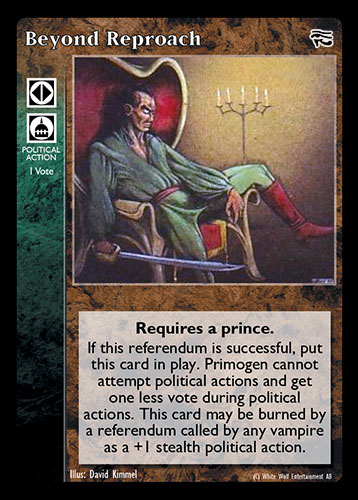 Beyond Reproach
POLITICAL
ACTION
1 Vote
Requires a prince.
If this referendum is successful, put
this card in play. Primogen cannot
attempt political actions and get
one less vote during political
actions. This card may be burned by
a referendum called by any vampire
as a +1 stealth political action.
Illus: David Kimmel
(C) White Wolf Entertainment AB